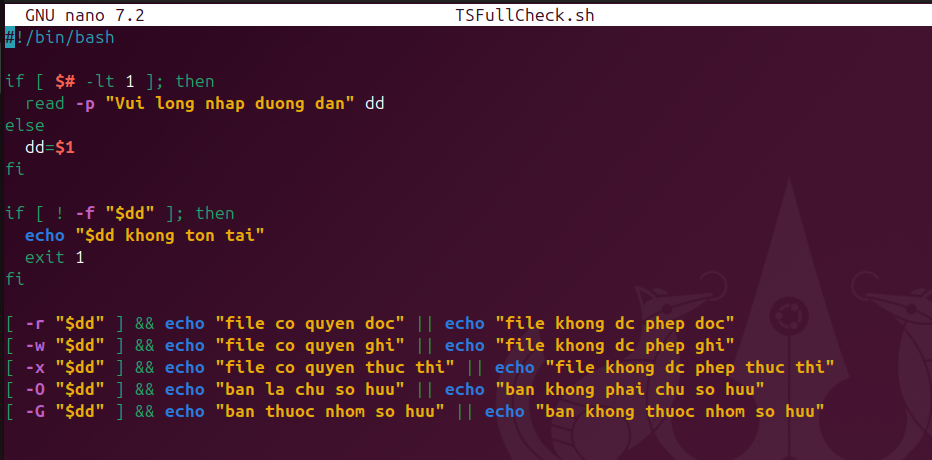 GNU nano 7.2 TSFullCheck.sh
#!/bin/bash
if [ $# -lt 1 ]; then
  read -p "Vui long nhap duong dan" dd
else
  dd=$1
fi
if [ ! -f "$dd" ]; then
  echo "$dd khong ton tai"
  exit 1
fi
[ -r "$dd" ] && echo "file co quyen doc" || echo "file khong dc phep doc"
[ -w "$dd" ] && echo "file co quyen ghi" || echo "file khong dc phep ghi"
[ -x "$dd" ] && echo "file co quyen thuc thi" || echo "file khong dc phep thuc thi"
[ -O "$dd" ] && echo "ban la chu so huu" || echo "ban khong phai chu so huu"
[ -G "$dd" ] && echo "ban thuoc nhom so huu" || echo "ban khong thuoc nhom so huu"